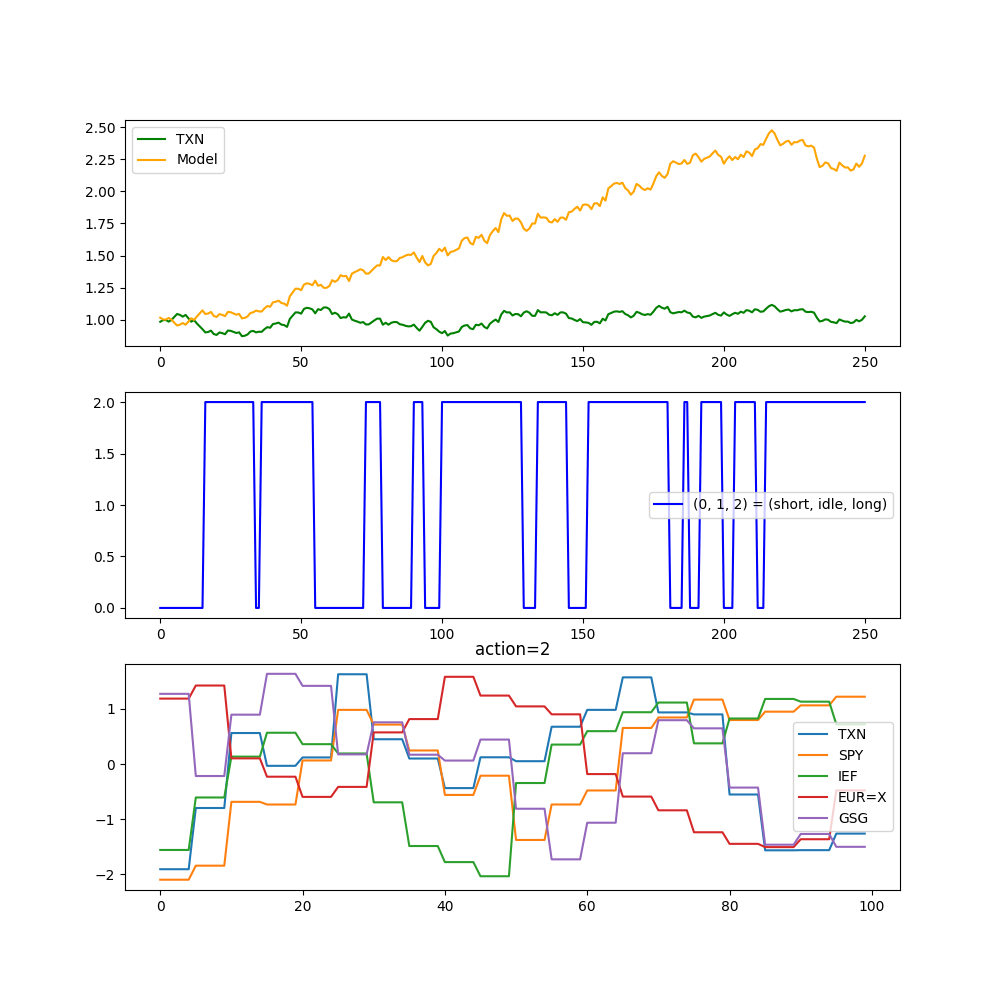 2.50
2.25
2.00
1.75
1.50
1.25
1.00
TXN
Model
0 50 100 150 200 250
2.0
1.5
1.0
0.5
0.0
(0, 1, 2) = (short, idle, long)
0 50 100 150 200 250
action=2
1
0
−1
−2
TXN
SPY
IEF
EUR=X
GSG
0 20 40 60 80 100